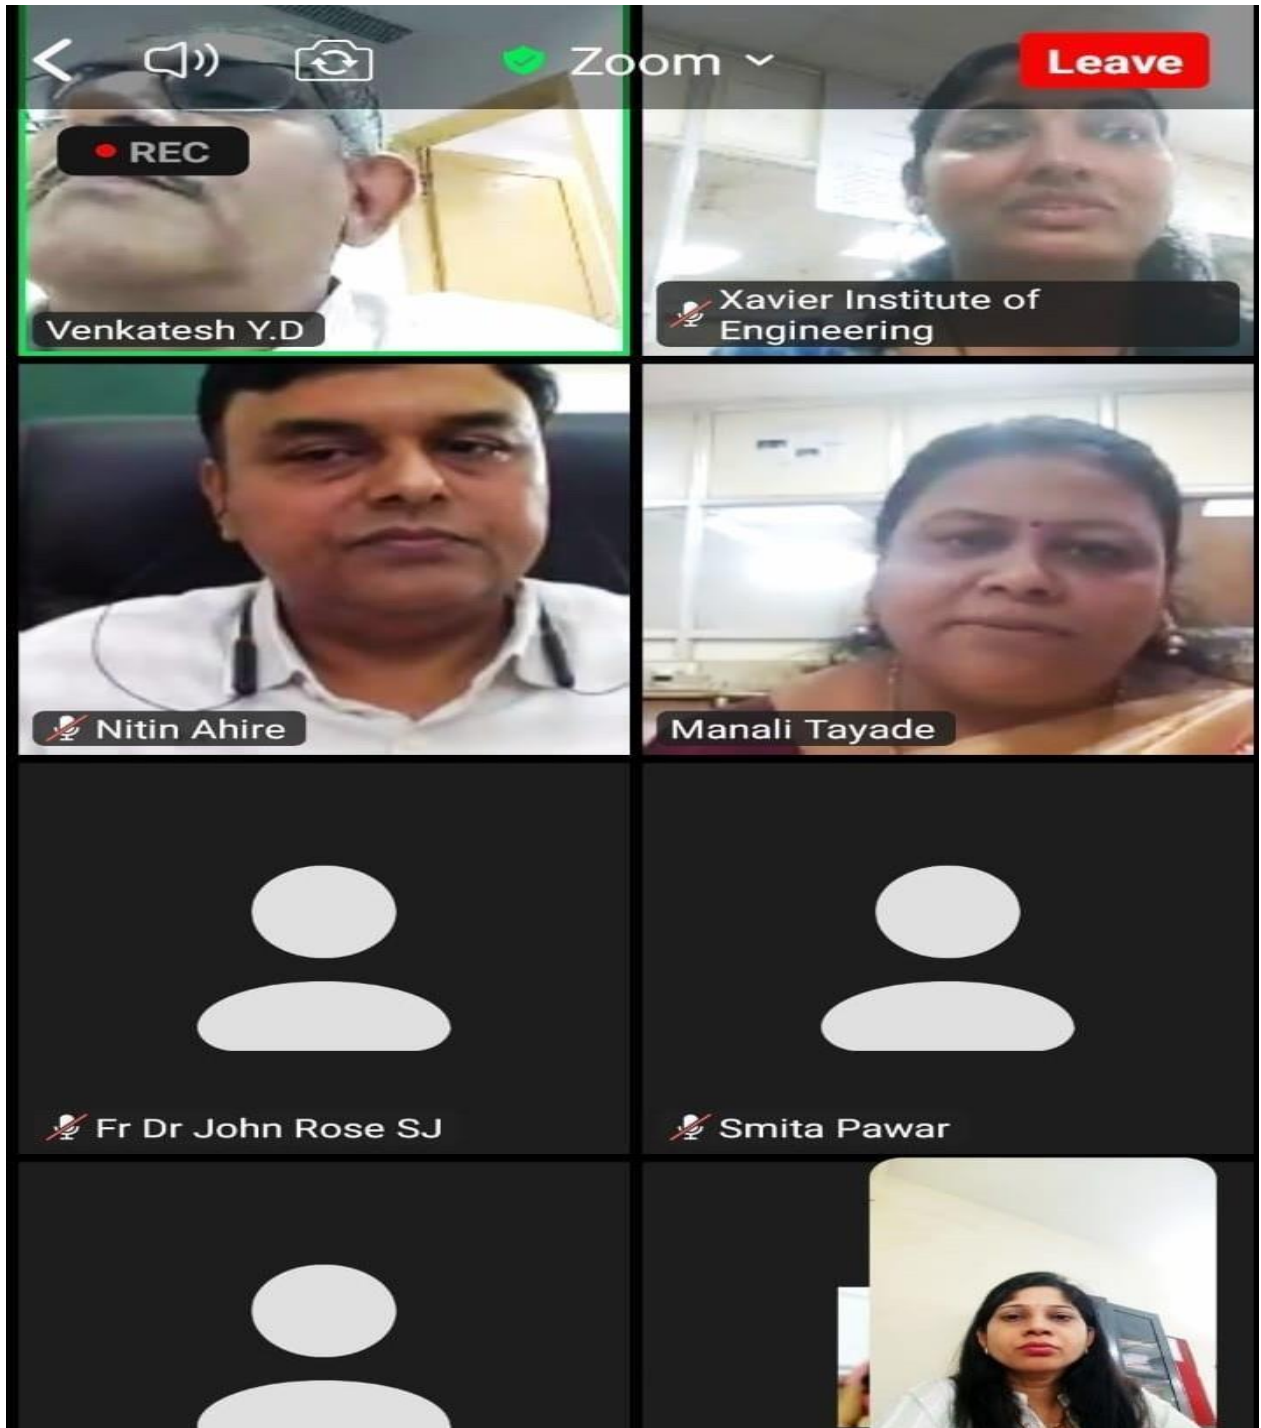 Zoom
Leave
REC
Venkatesh Y.D
Xavier Institute of
Engineering
Nitin Ahire
Manali Tayade
Fr Dr John Rose SJ
Smita Pawar